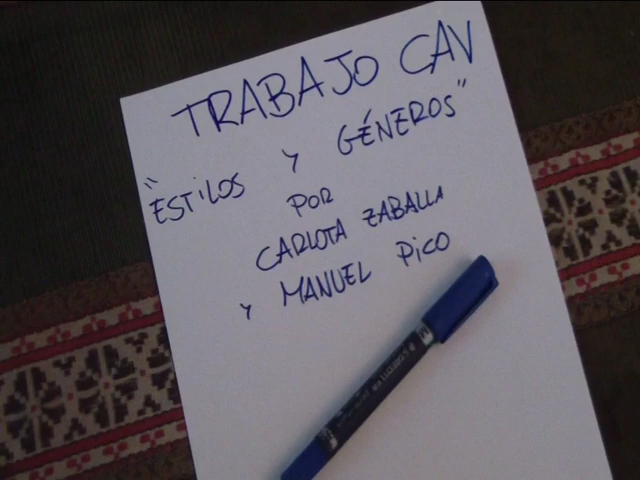 TRABAJO CAV
"ESTILOS Y GÉNEROS"
POR
CARLOTA ZABALLA
Y MANUEL PICO